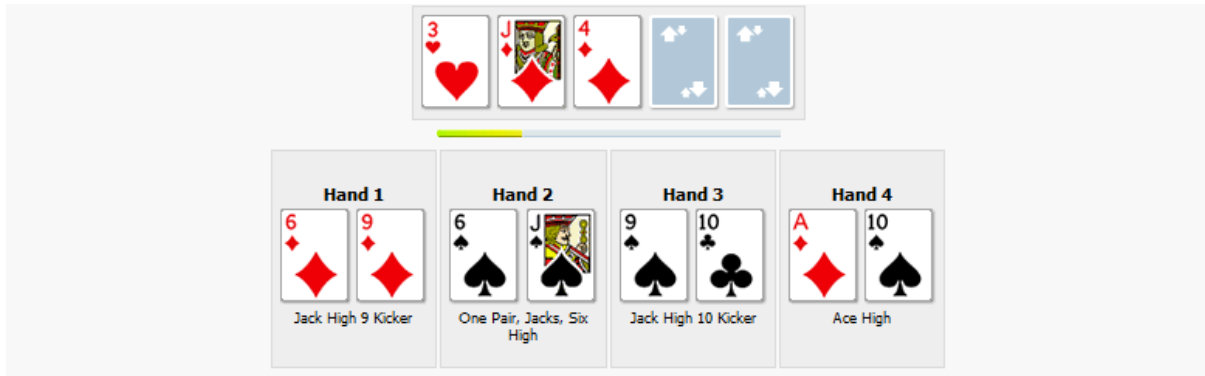 3 J 4
Hand 1 Hand 2 Hand 3 Hand 4
6 9 6 J 9 10 A 10
Jack High 9 Kicker
One Pair, Jacks, Six
High
Jack High 10 Kicker
Ace High